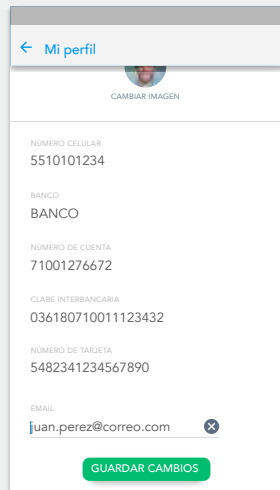 Mi perfil
CAMBIAR IMAGEN
NÚMERO CELULAR
5510101234
BANCO
BANCO
NÚMERO DE CUENTA
71001276672
CLABE INTERBANCARIA
036180710011123432
NÚMERO DE TARJETA
5482341234567890
EMAIL
juan.perez@correo.com
GUARDAR CAMBIOS